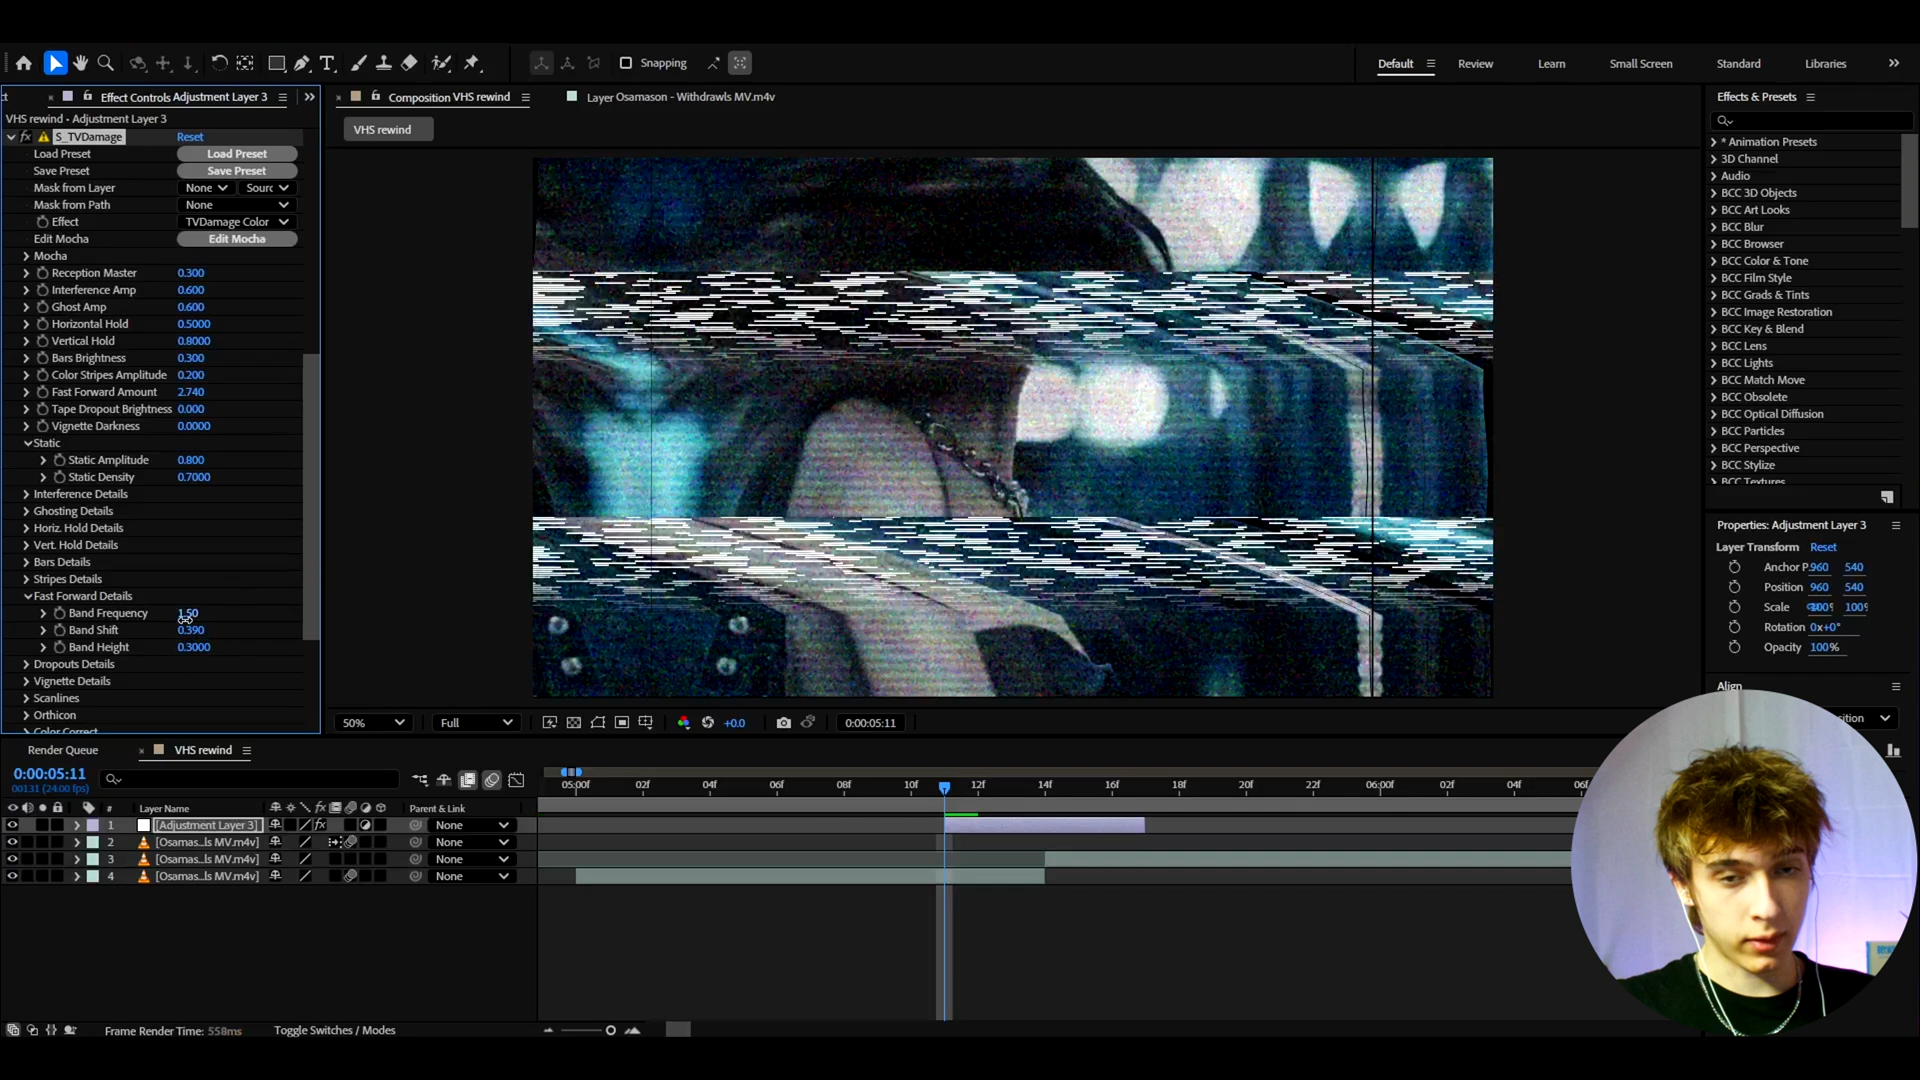 Snapping
Default
Review
Learn
Small Screen
Standard
Libraries
Effect Controls Adjustment Layer 3
Composition VHS rewind
Layer Osamason - Withdrawls MV.m4v
Effects & Presets
VHS rewind - Adjustment Layer 3
VHS rewind
fx S_TVDamage Reset
Load Preset Load Preset
Save Preset Save Preset
Mask from Layer None Sourc
Mask from Path None
Effect TVDamage Color
Edit Mocha Edit Mocha
Mocha
Reception Master 0.300
Interference Amp 0.600
Ghost Amp 0.600
Horizontal Hold 0.5000
Vertical Hold 0.8000
Bars Brightness 0.300
Color Stripes Amplitude 0.200
Fast Forward Amount 2.740
Tape Dropout Brightness 0.000
Vignette Darkness 0.0000
Static
Static Amplitude 0.800
Static Density 0.7000
Interference Details
Ghosting Details
Horiz. Hold Details
Vert. Hold Details
Bars Details
Stripes Details
Fast Forward Details
Band Frequency 1.50
Band Shift 0.390
Band Height 0.3000
Dropouts Details
Vignette Details
Scanlines
Orthicon
Color Correct
* Animation Presets
3D Channel
Audio
BCC 3D Objects
BCC Art Looks
BCC Blur
BCC Browser
BCC Color & Tone
BCC Film Style
BCC Grads & Tints
BCC Image Restoration
BCC Key & Blend
BCC Lens
BCC Lights
BCC Match Move
BCC Obsolete
BCC Optical Diffusion
BCC Particles
BCC Perspective
BCC Stylize
BCC Textures
Properties: Adjustment Layer 3
Layer Transform Reset
Anchor P. 960 540
Position 960 540
Scale 100% 100%
Rotation 0x+0°
Opacity 100%
Align
50% Full +0.0 0:00:05:11
Render Queue
VHS rewind
0:00:05:11
00131 (24.00 fps)
05:00f 02f 04f 06f 08f 10f 12f 14f 16f 18f 20f 22f 06:00f 02f 04f
# Layer Name fx Parent & Link
1 [Adjustment Layer 3] fx None
2 [Osamas...ls MV.m4v] None
3 [Osamas...ls MV.m4v] None
4 [Osamas...ls MV.m4v] None
Frame Render Time: 558ms
Toggle Switches / Modes